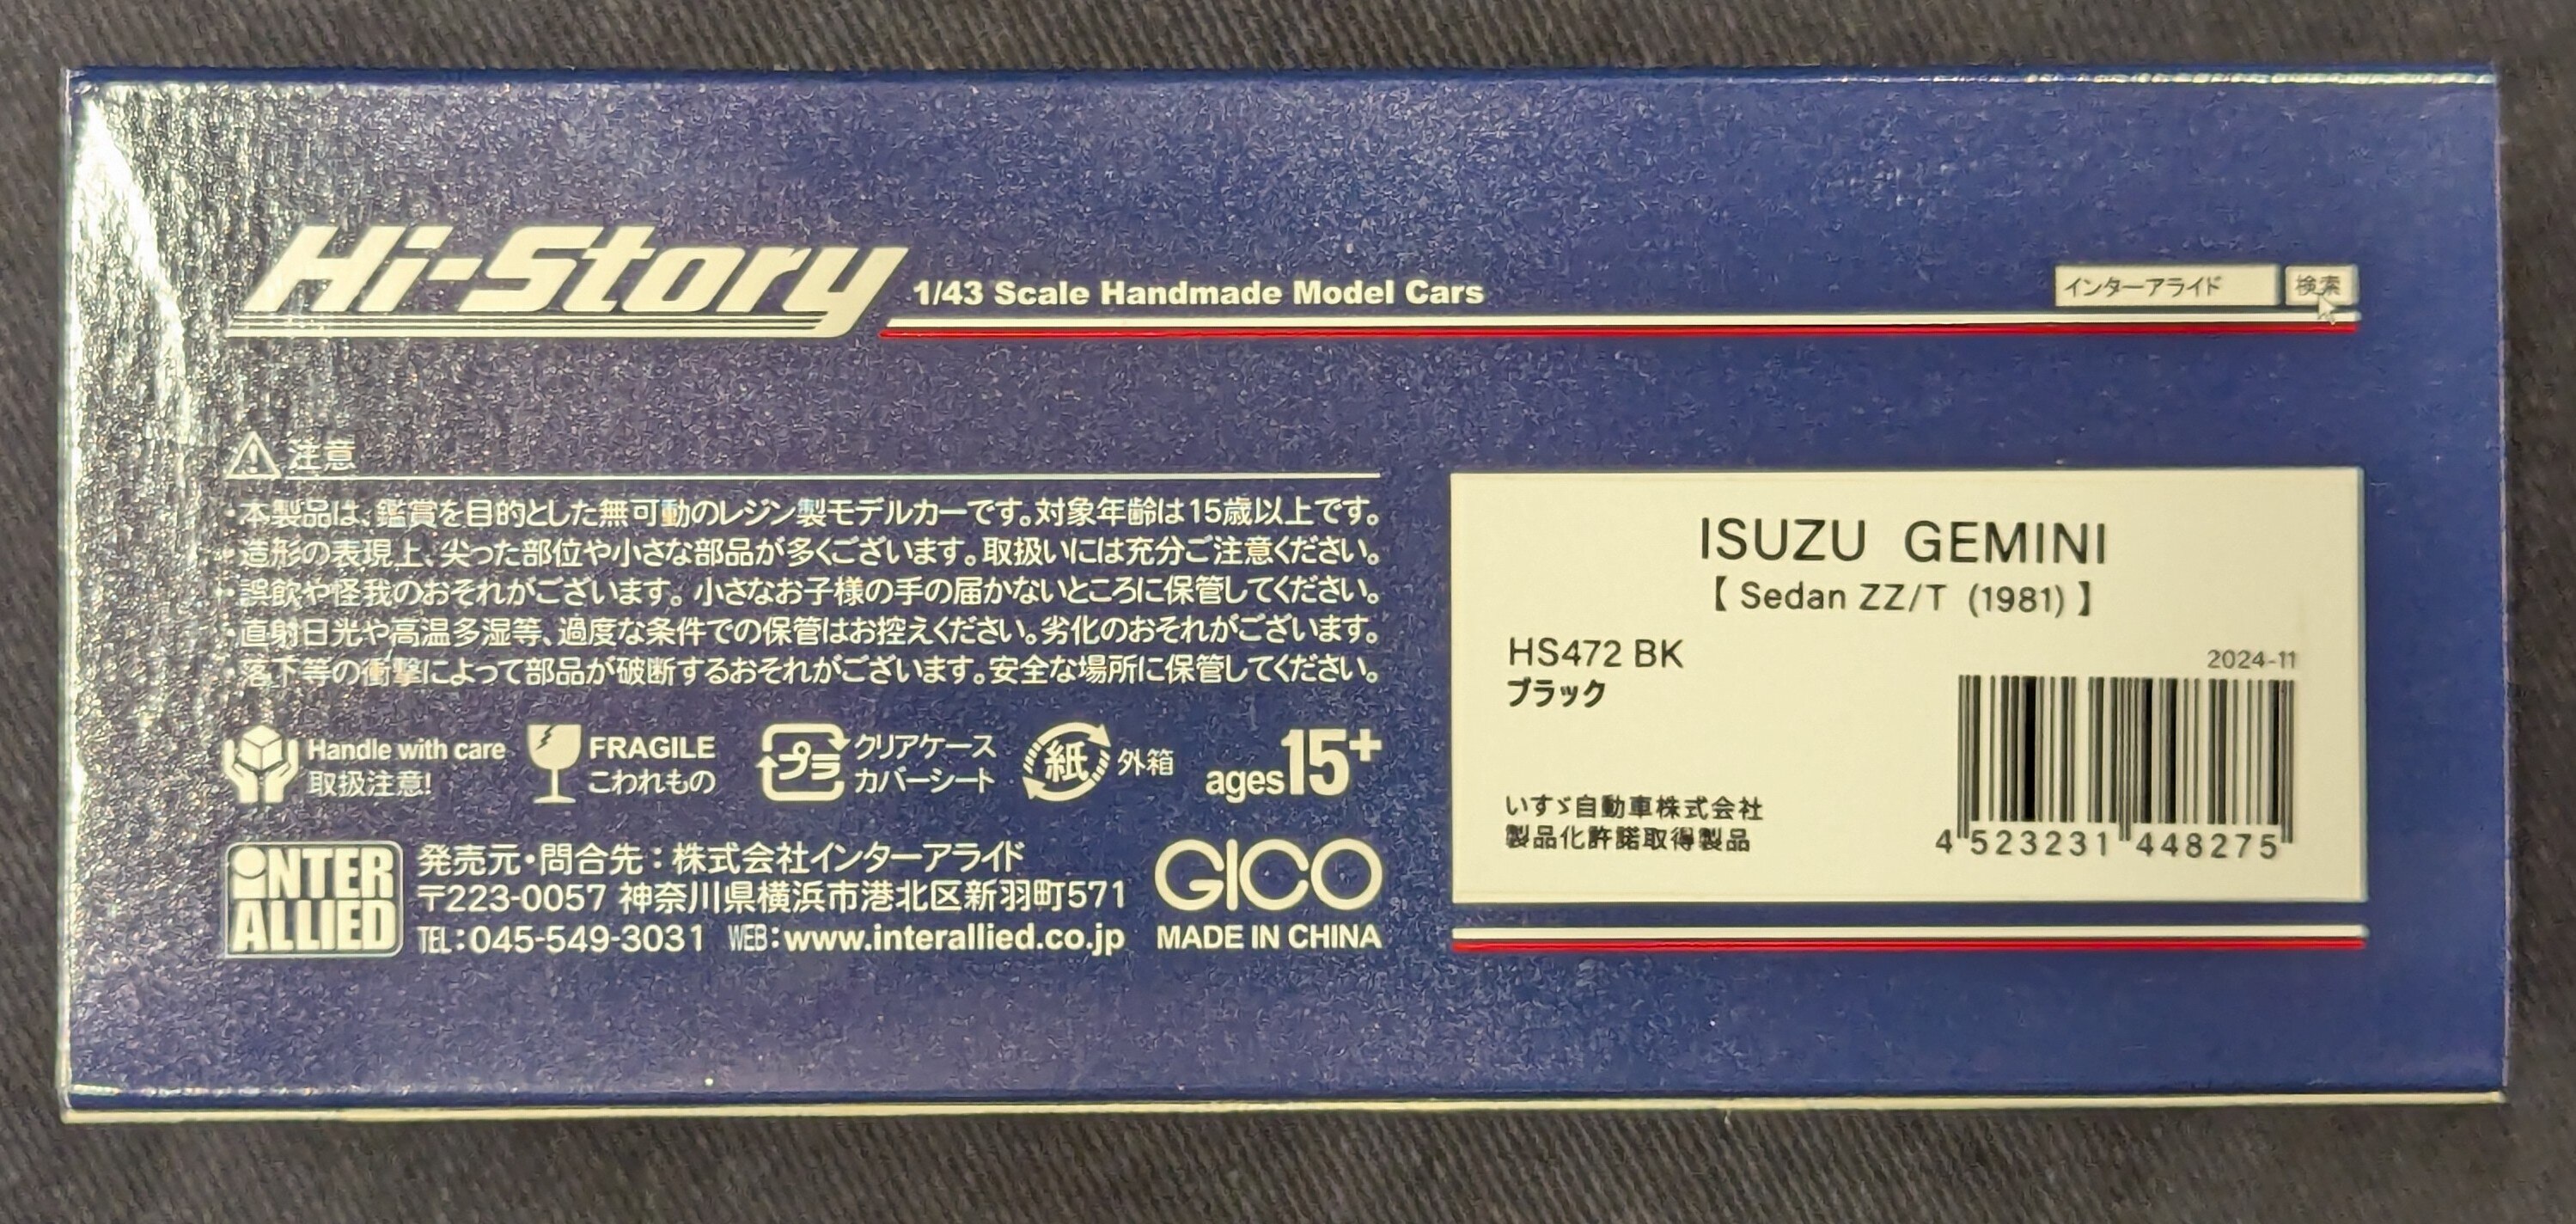 Hi-Story
1/43 Scale Handmade Model Cars
インターアライド 検索
注意
・本製品は、鑑賞を目的とした無可動のレジン製モデルカーです。対象年齢は15歳以上です。
・造形の表現上、尖った部位や小さな部品が多くございます。取扱いには充分ご注意ください。
・誤飲や怪我のおそれがございます。小さなお子様の手の届かないところに保管してください。
・直射日光や高温多湿等、過度な条件での保管はお控えください。劣化のおそれがございます。
・落下等の衝撃によって部品が破断するおそれがございます。安全な場所に保管してください。
Handle with care
取扱注意!
FRAGILE
こわれもの
プラ
クリアケース
カバーシート
紙
外箱
ages15+
INTER
ALLIED
発売元・問合先：株式会社インターアライド
〒223-0057 神奈川県横浜市港北区新羽町571
TEL:045-549-3031 WEB:www.interallied.co.jp
GICO
MADE IN CHINA
ISUZU GEMINI
【 Sedan ZZ/T (1981) 】
HS472 BK
ブラック
2024-11
いすゞ自動車株式会社
製品化許諾取得製品
4 523231 448275